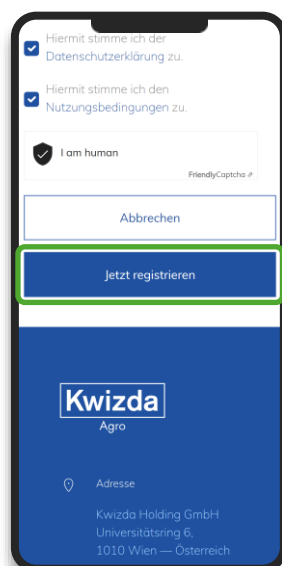 Hiermit stimme ich der
Datenschutzerklärung zu.
Hiermit stimme ich den
Nutzungsbedingungen zu.
I am human
FriendlyCaptcha ⇗
Abbrechen
Jetzt registrieren
Kwizda
Agro
Adresse
Kwizda Holding GmbH
Universitätsring 6,
1010 Wien — Österreich